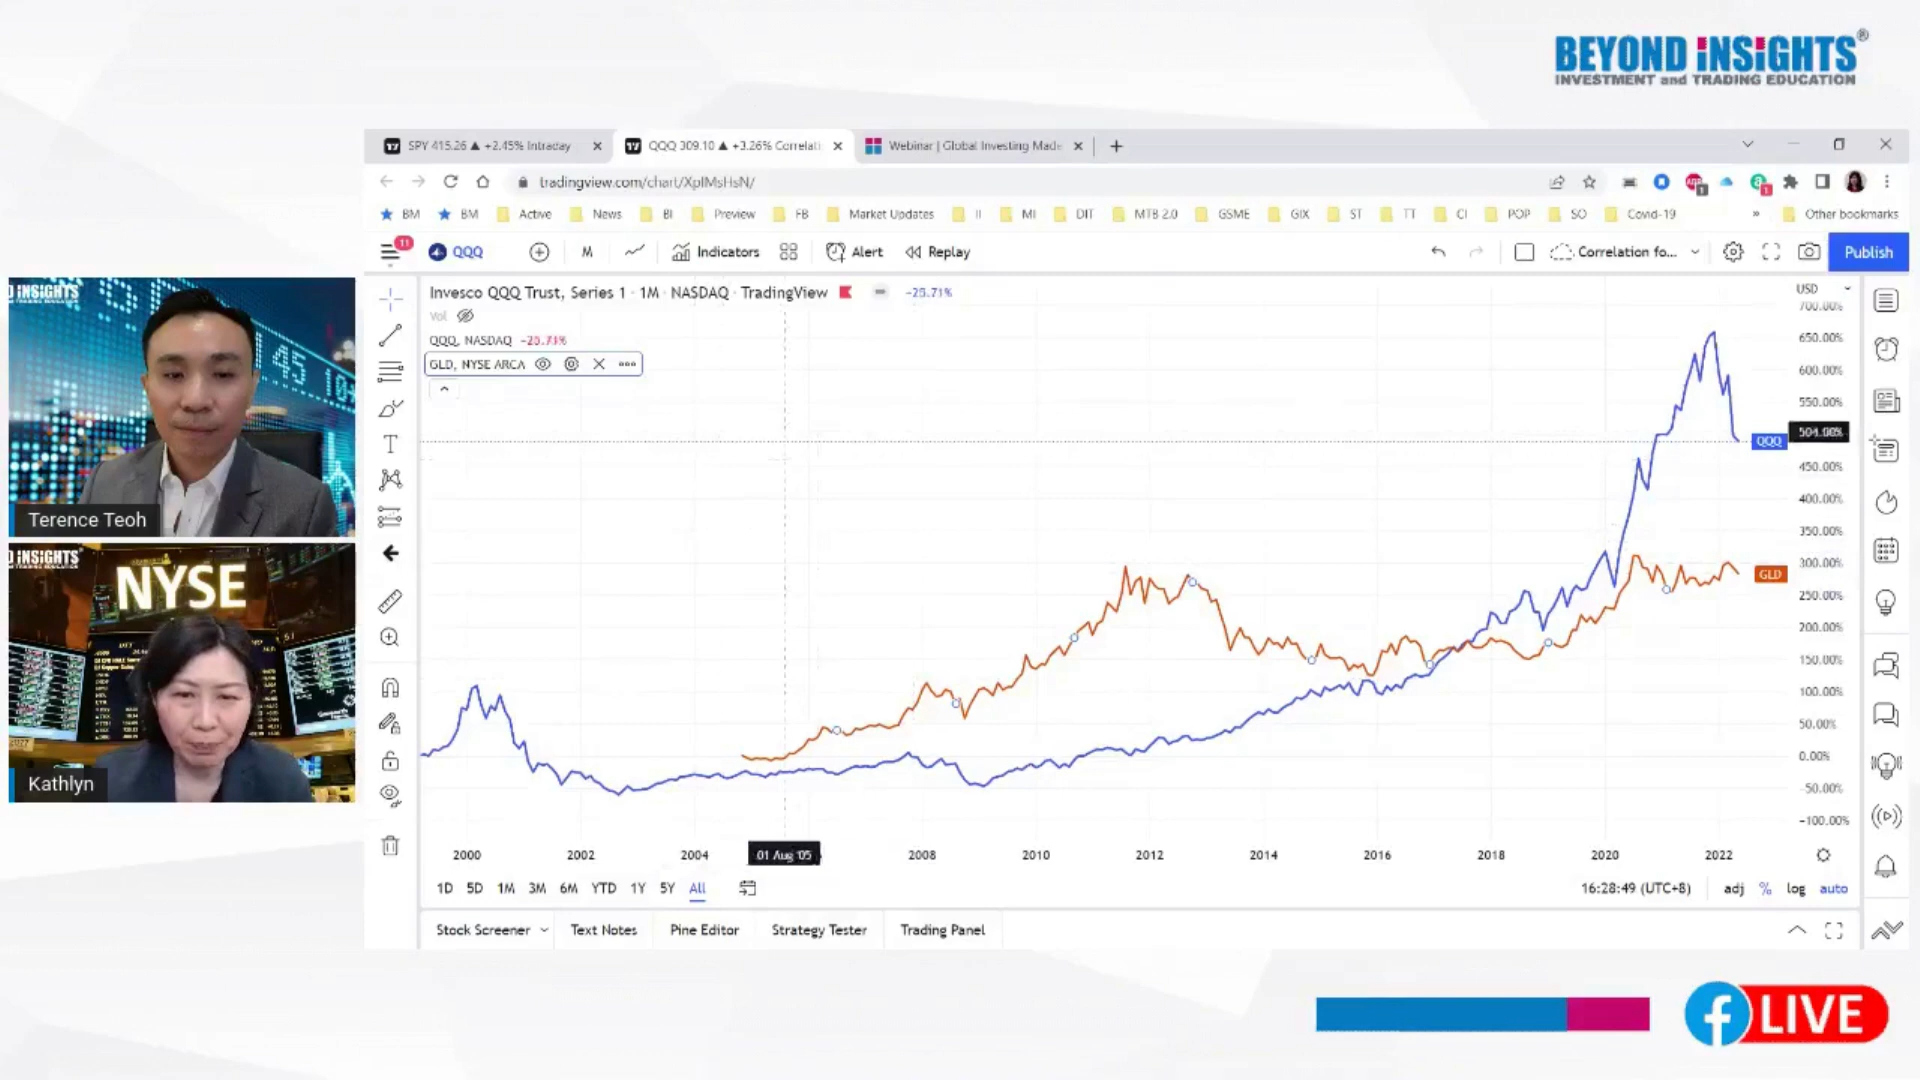 BEYOND iNSiGHTS®
INVESTMENT and TRADING EDUCATION
SPY 415.26 ▲ +2.45% Intraday
QQQ 309.10 ▲ +3.26% Correlati
Webinar | Global Investing Made
tradingview.com/chart/XpIMsHsN/
BM BM Active News BI Preview FB Market Updates II MI DIT MTB 2.0 GSME GIX ST TT CI POP SO Covid-19 » Other bookmarks
11 QQQ M Indicators Alert Replay Correlation fo... Publish
Invesco QQQ Trust, Series 1 · 1M · NASDAQ · TradingView -25.71%
Vol
QQQ, NASDAQ -25.71%
GLD, NYSE ARCA
USD
700.00%
650.00%
600.00%
550.00%
504.00%
QQQ
450.00%
400.00%
350.00%
300.00%
GLD
250.00%
200.00%
150.00%
100.00%
50.00%
0.00%
-50.00%
-100.00%
2000 2002 2004 01 Aug '05 2008 2010 2012 2014 2016 2018 2020 2022
1D 5D 1M 3M 6M YTD 1Y 5Y All
16:28:49 (UTC+8) adj % log auto
Stock Screener Text Notes Pine Editor Strategy Tester Trading Panel
D iNSiGHTS
145
Terence Teoh
D iNSiGHTS
NYSE
Kathlyn
LIVE